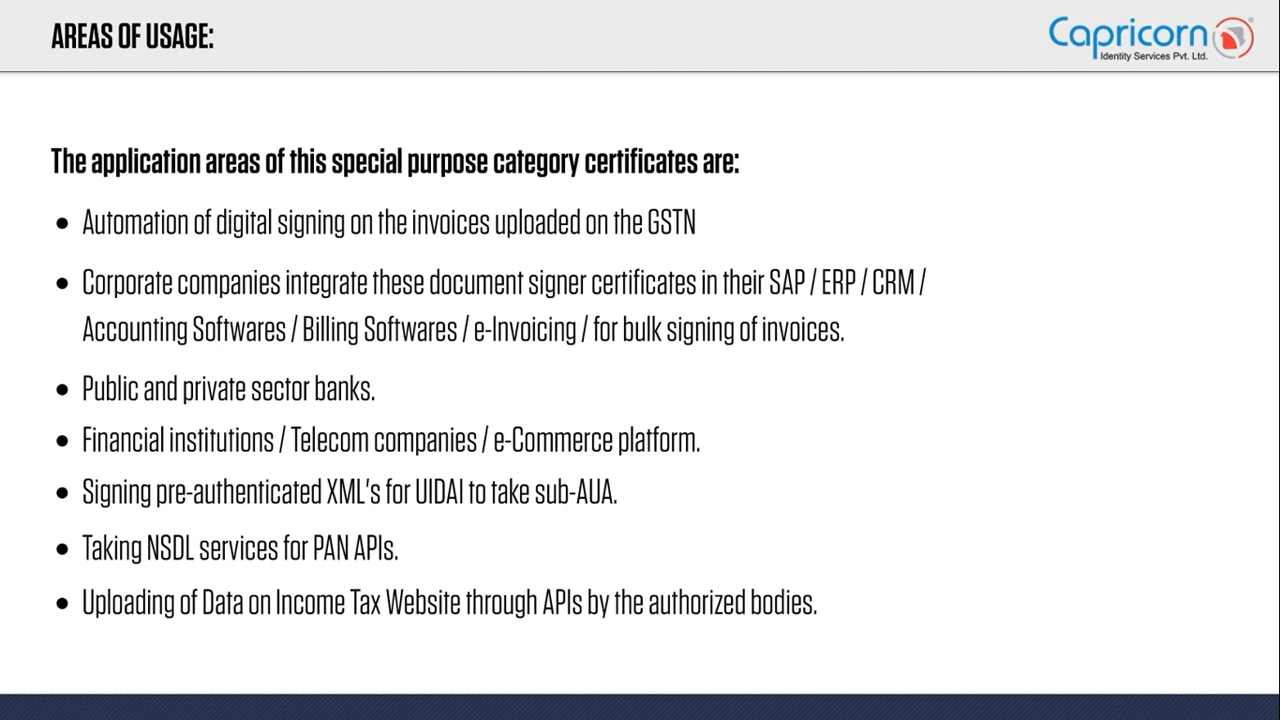 AREAS OF USAGE:
Capricorn
Identity Services Pvt. Ltd.
The application areas of this special purpose category certificates are:
• Automation of digital signing on the invoices uploaded on the GSTN
• Corporate companies integrate these document signer certificates in their SAP / ERP / CRM /
Accounting Softwares / Billing Softwares / e-Invoicing / for bulk signing of invoices.
• Public and private sector banks.
• Financial institutions / Telecom companies / e-Commerce platform.
• Signing pre-authenticated XML's for UIDAI to take sub-AUA.
• Taking NSDL services for PAN APIs.
• Uploading of Data on Income Tax Website through APIs by the authorized bodies.